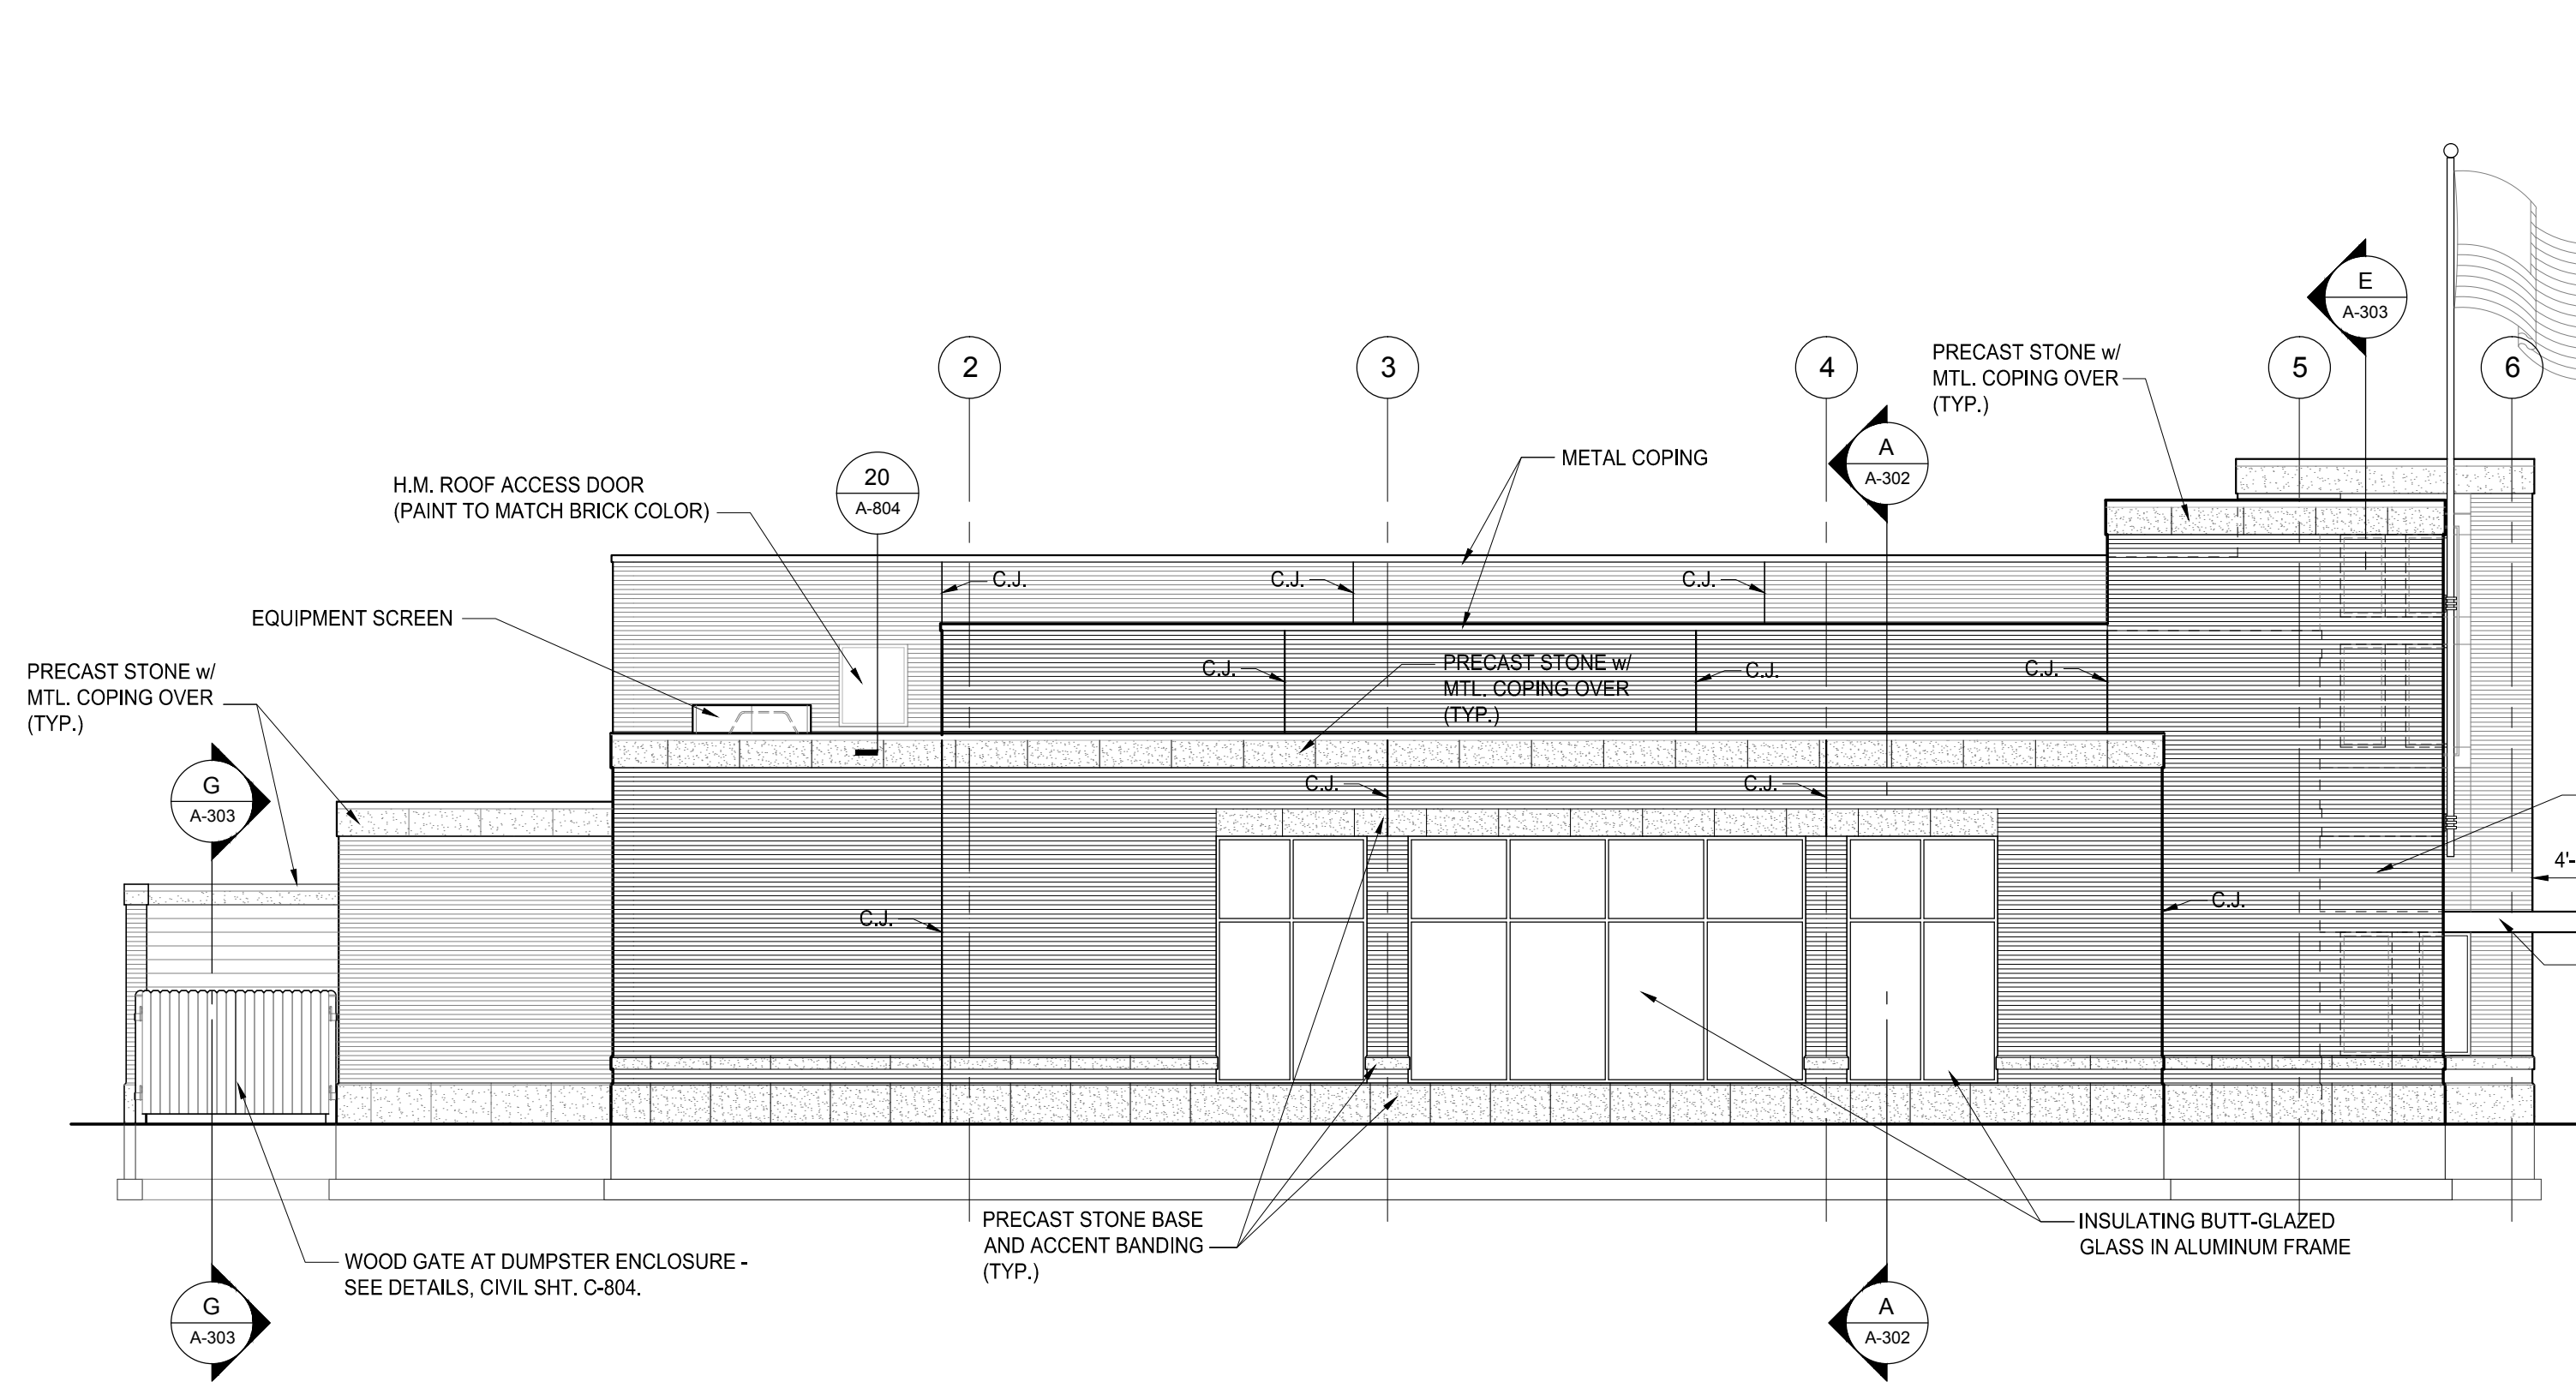 E
A-303
2
3
4
5
6
PRECAST STONE w/
MTL. COPING OVER
(TYP.)
METAL COPING
A
A-302
H.M. ROOF ACCESS DOOR
(PAINT TO MATCH BRICK COLOR)
20
A-804
C.J.
C.J.
C.J.
EQUIPMENT SCREEN
PRECAST STONE w/
MTL. COPING OVER
(TYP.)
C.J.
PRECAST STONE w/
MTL. COPING OVER
(TYP.)
C.J.
C.J.
G
A-303
C.J.
C.J.
4'-
C.J.
C.J.
PRECAST STONE BASE
AND ACCENT BANDING
(TYP.)
INSULATING BUTT-GLAZED
GLASS IN ALUMINUM FRAME
WOOD GATE AT DUMPSTER ENCLOSURE -
SEE DETAILS, CIVIL SHT. C-804.
G
A-303
A
A-302